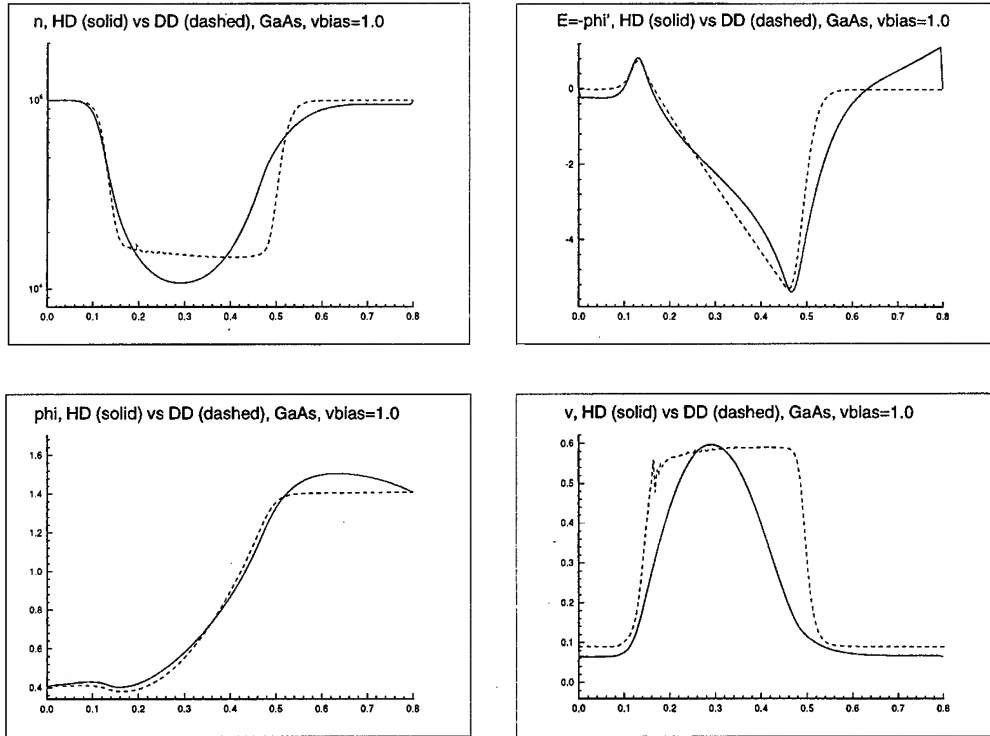 n, HD (solid) vs DD (dashed), GaAs, vbias=1.0
10⁶
10⁴
0.0 0.1 0.2 0.3 0.4 0.5 0.6 0.7 0.8
E=-phi', HD (solid) vs DD (dashed), GaAs, vbias=1.0
0
-2
-4
0.0 0.1 0.2 0.3 0.4 0.5 0.6 0.7 0.8
phi, HD (solid) vs DD (dashed), GaAs, vbias=1.0
1.6
1.4
1.2
1.0
0.8
0.6
0.4
0.0 0.1 0.2 0.3 0.4 0.5 0.6 0.7 0.8
v, HD (solid) vs DD (dashed), GaAs, vbias=1.0
0.6
0.5
0.4
0.3
0.2
0.1
0.0
0.0 0.1 0.2 0.3 0.4 0.5 0.6 0.7 0.8